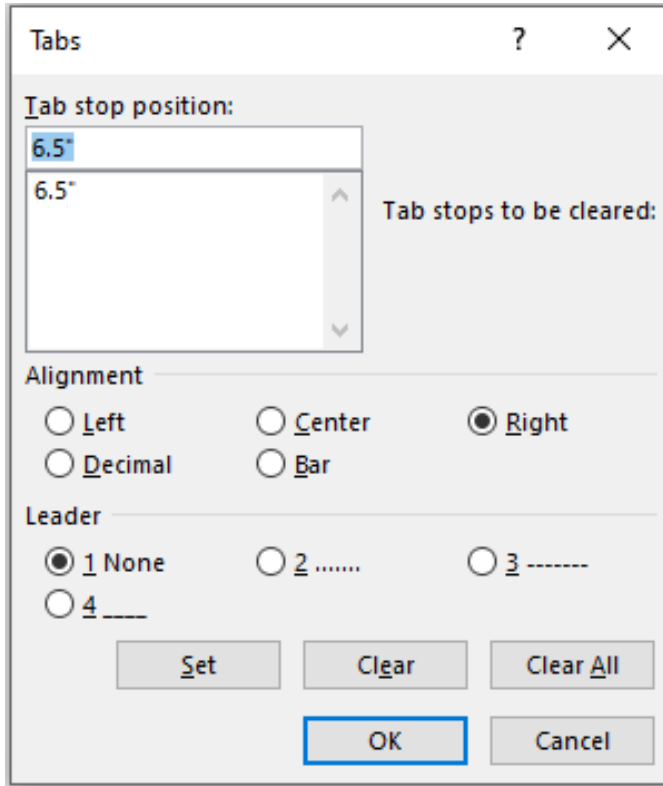 Tabs ?
Tab stop position:
6.5"
6.5"
Tab stops to be cleared:
Alignment
Left Center Right
Decimal Bar
Leader
1 None 2 ....... 3 -------
4 ____
Set Clear Clear All
OK Cancel